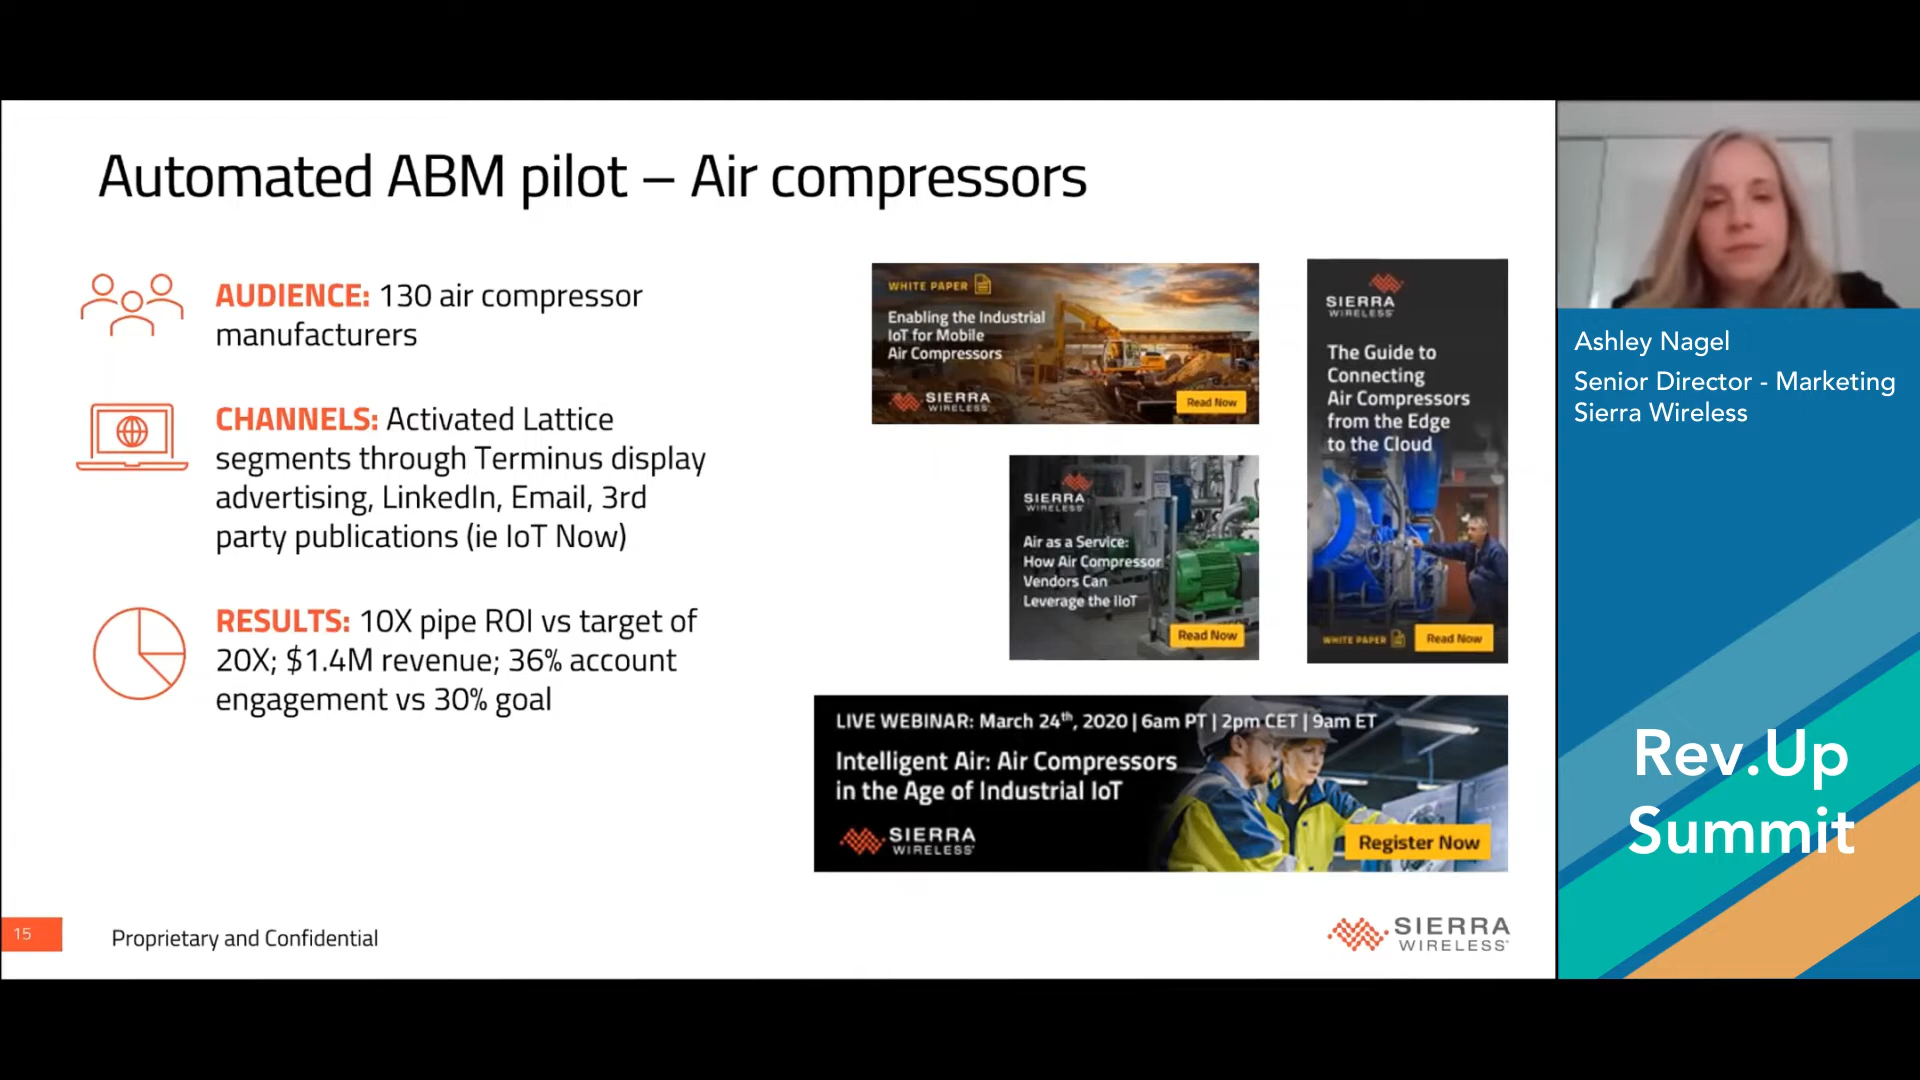 Automated ABM pilot – Air compressors
AUDIENCE: 130 air compressor
manufacturers
CHANNELS: Activated Lattice
segments through Terminus display
advertising, LinkedIn, Email, 3rd
party publications (ie IoT Now)
RESULTS: 10X pipe ROI vs target of
20X; $1.4M revenue; 36% account
engagement vs 30% goal
WHITE PAPER
Enabling the Industrial
IoT for Mobile
Air Compressors
SIERRA
WIRELESS
Read Now
SIERRA
WIRELESS
The Guide to
Connecting
Air Compressors
from the Edge
to the Cloud
WHITE PAPER
Read Now
SIERRA
WIRELESS
Air as a Service:
How Air Compressor
Vendors Can
Leverage the IIoT
Read Now
LIVE WEBINAR: March 24th, 2020 | 6am PT | 2pm CET | 9am ET
Intelligent Air: Air Compressors
in the Age of Industrial IoT
SIERRA
WIRELESS
Register Now
15
Proprietary and Confidential
SIERRA
WIRELESS
Ashley Nagel
Senior Director - Marketing
Sierra Wireless
Rev.Up
Summit